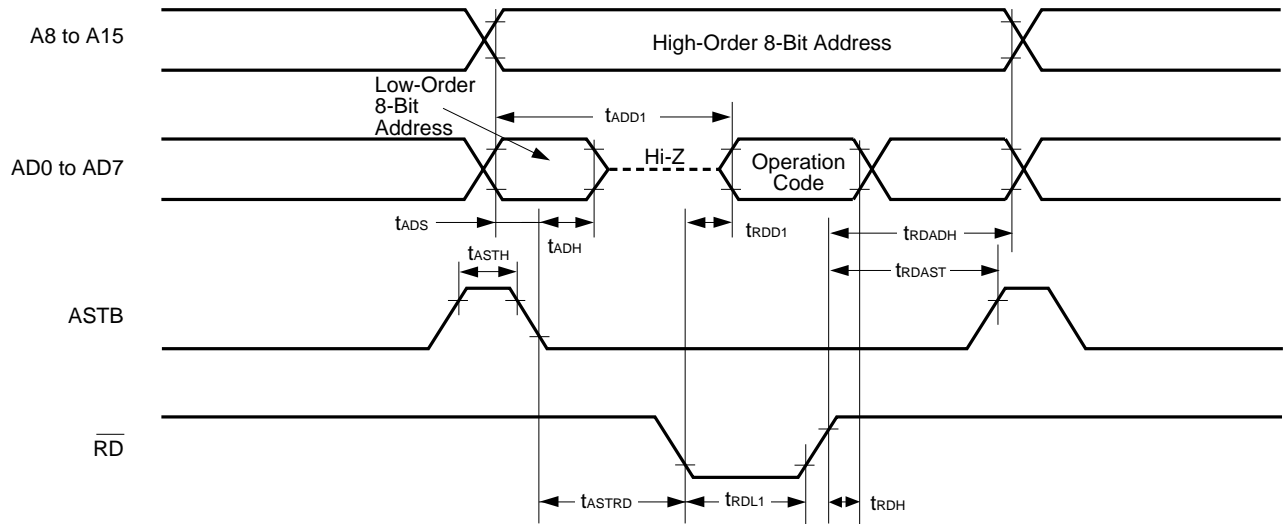 A8 to A15
High-Order 8-Bit Address
Low-Order
8-Bit
Address
tADD1
AD0 to AD7
Hi-Z
Operation
Code
tADS
tADH
tRDD1
tRDADH
tASTH
tRDAST
ASTB
RD
tASTRD
tRDL1
tRDH